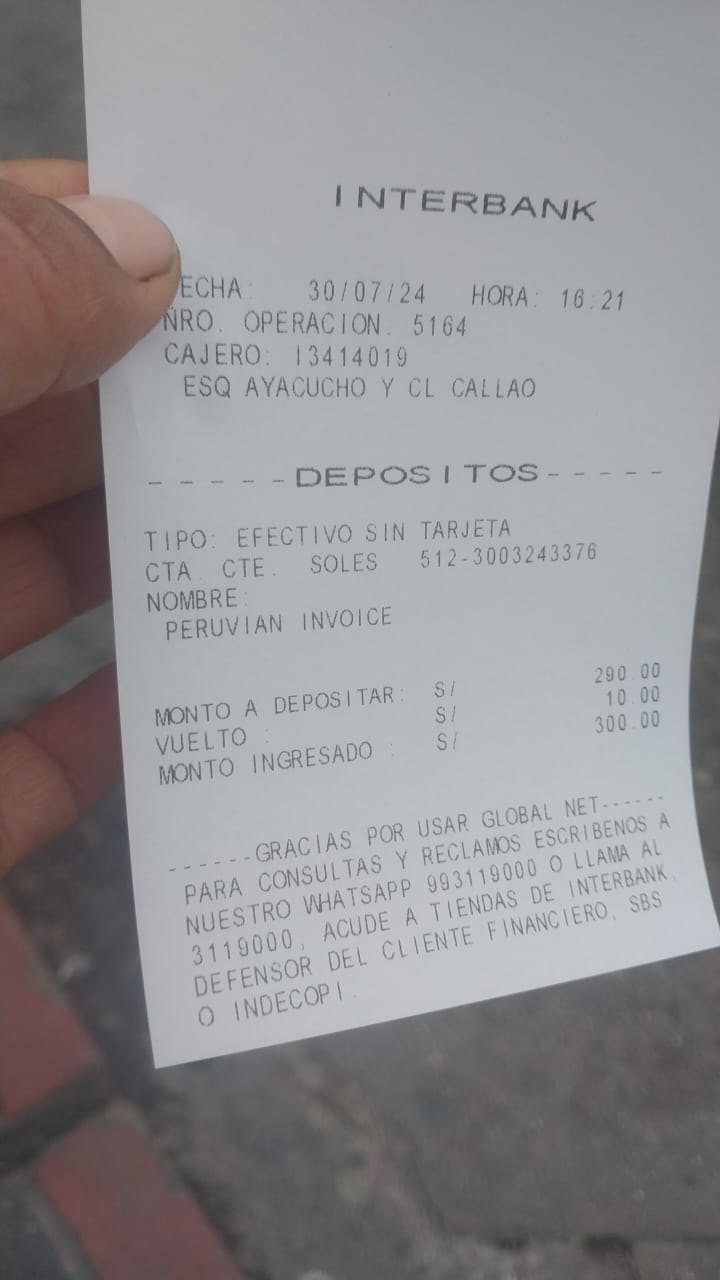 INTERBANK
ECHA: 30/07/24 HORA: 16:21
NRO. OPERACION. 5164
CAJERO: 13414019
ESQ AYACUCHO Y CL CALLAO
-----DEPOSITOS-----
TIPO: EFECTIVO SIN TARJETA
CTA. CTE. SOLES 512-3003243376
NOMBRE:
PERUVIAN INVOICE
MONTO A DEPOSITAR: S/ 290.00
VUELTO : S/ 10.00
MONTO INGRESADO : S/ 300.00
------GRACIAS POR USAR GLOBAL NET------
PARA CONSULTAS Y RECLAMOS ESCRIBENOS A
NUESTRO WHATSAPP 993119000 O LLAMA AL
3119000, ACUDE A TIENDAS DE INTERBANK,
DEFENSOR DEL CLIENTE FINANCIERO, SBS
O INDECOPI.